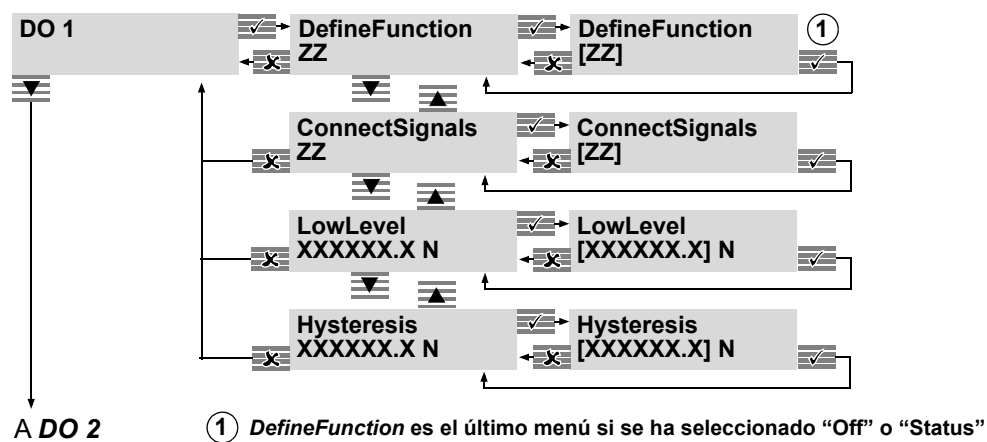 DO 1
DefineFunction
ZZ
DefineFunction
[ZZ]
1
ConnectSignals
ZZ
ConnectSignals
[ZZ]
LowLevel
XXXXXX.X N
LowLevel
[XXXXXX.X] N
Hysteresis
XXXXXX.X N
Hysteresis
[XXXXXX.X] N
A DO 2
1 DefineFunction es el último menú si se ha seleccionado “Off” o “Status”